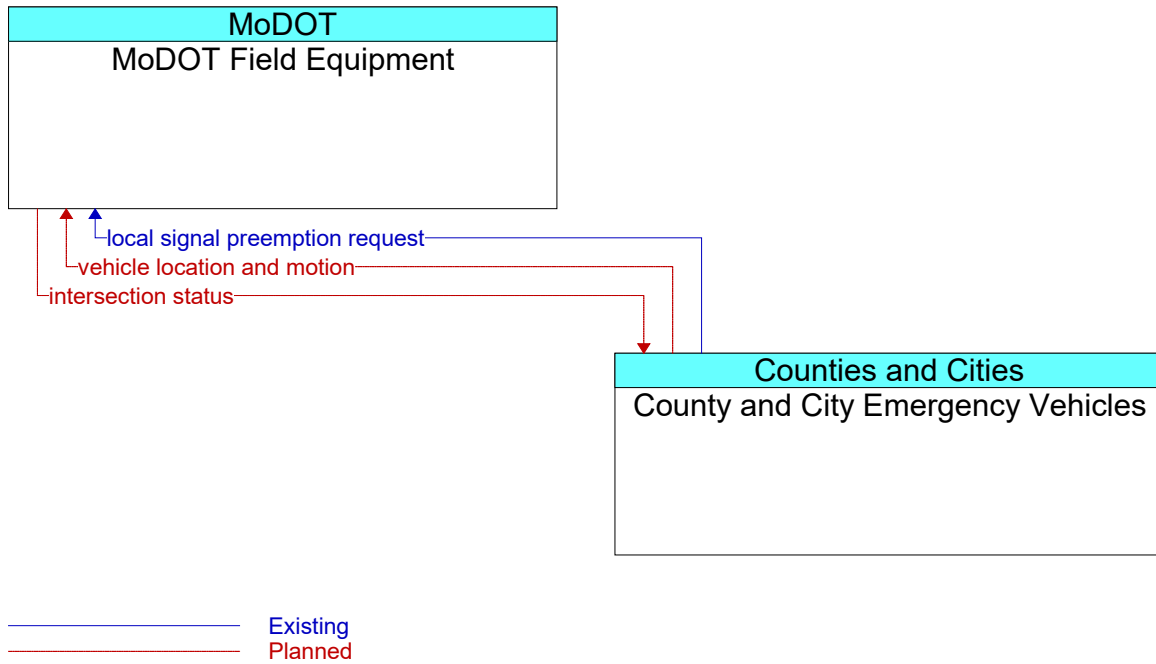 MoDOT
MoDOT Field Equipment
local signal preemption request
vehicle location and motion
intersection status
Counties and Cities
County and City Emergency Vehicles
Existing
Planned